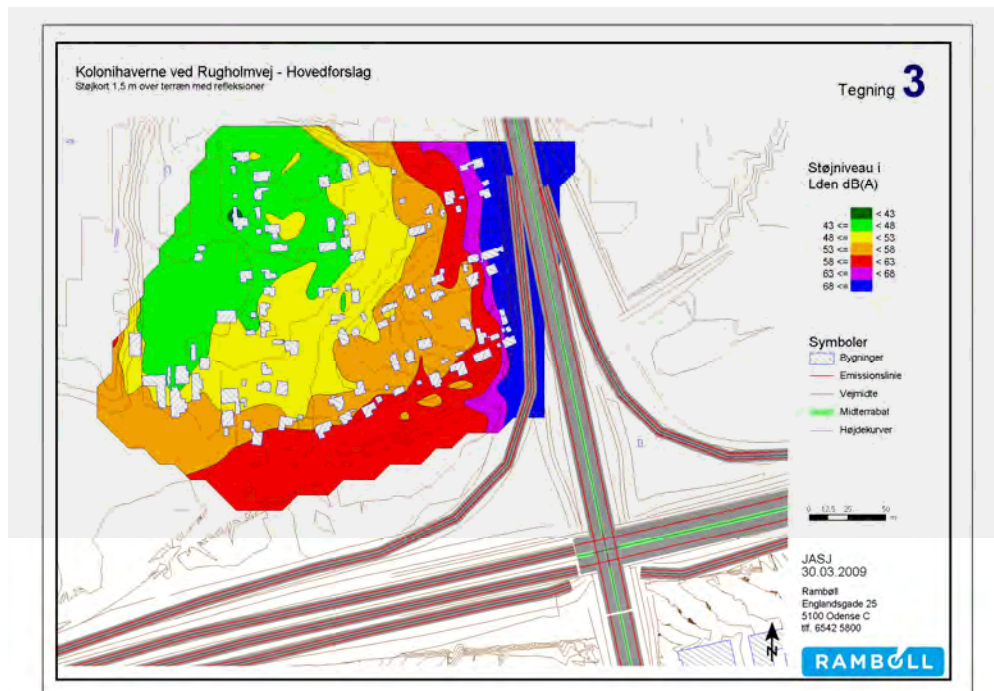 Kolonihaverne ved Rugholmvej - Hovedforslag
Støjkort 1,5 m over terræn med refleksioner
Tegning 3
Støjniveau i
Lden dB(A)
< 43
43 <= < 48
48 <= < 53
53 <= < 58
58 <= < 63
63 <= < 68
68 <=
Symboler
Bygninger
Emissionslinie
Vejmidte
Midterrabat
Højdekurver
0 12,5 25 50
m
JASJ
30.03.2009
Rambøll
Englandsgade 25
5100 Odense C
tlf. 6542 5800
N
RAMBOLL